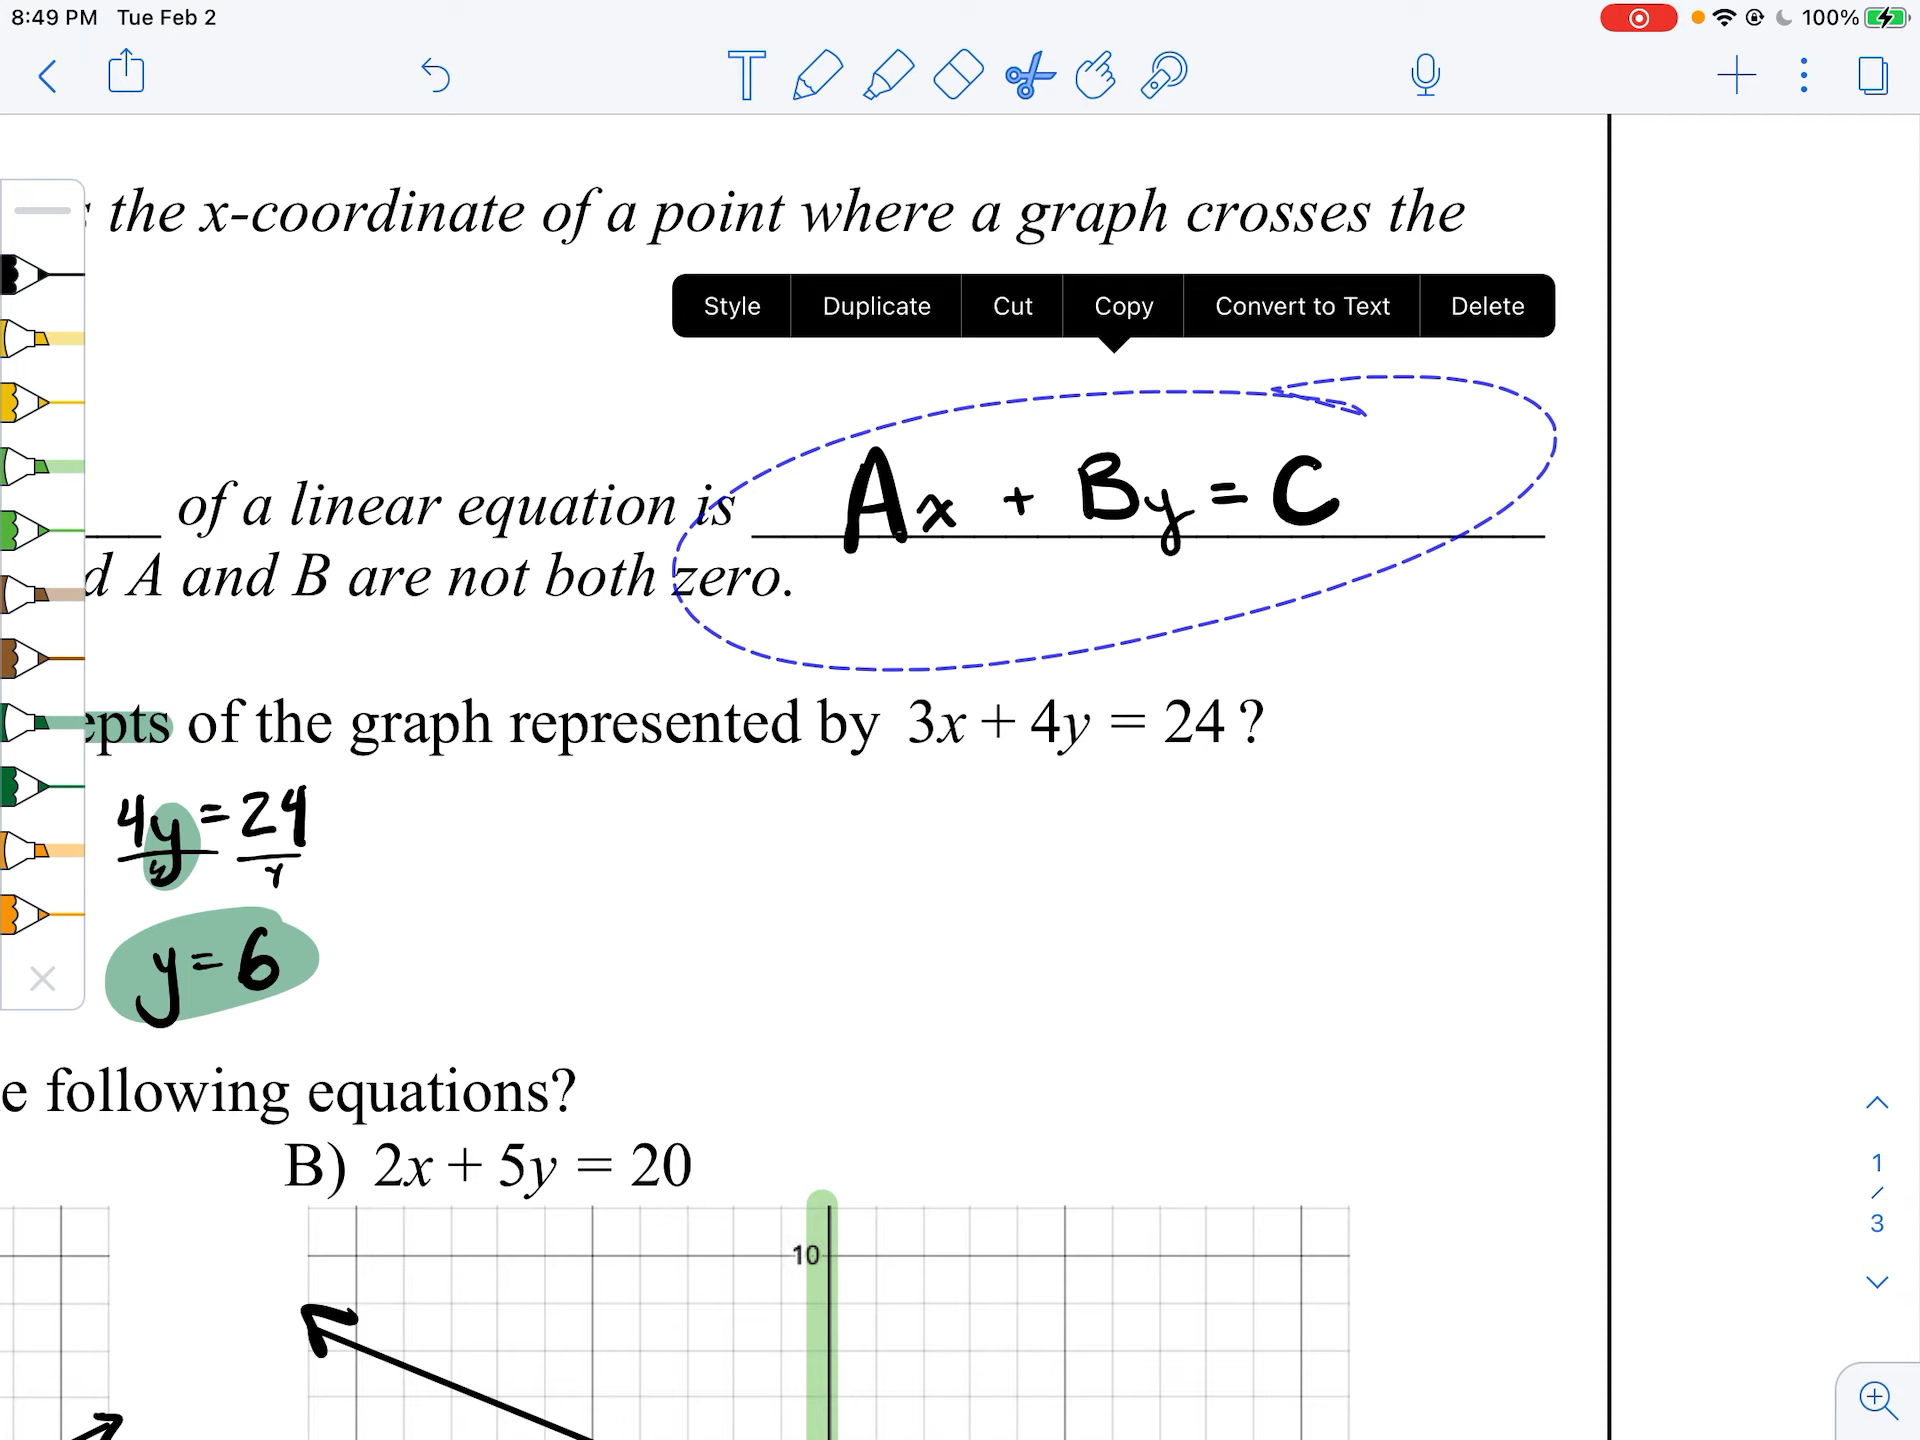 8:49 PM Tue Feb 2 100%
T
the x-coordinate of a point where a graph crosses the
Style Duplicate Cut Copy Convert to Text Delete
of a linear equation is Ax + By = C
d A and B are not both zero.
epts of the graph represented by 3x + 4y = 24?
4y = 24
y = 6
e following equations?
B) 2x + 5y = 20
10
1
/
3